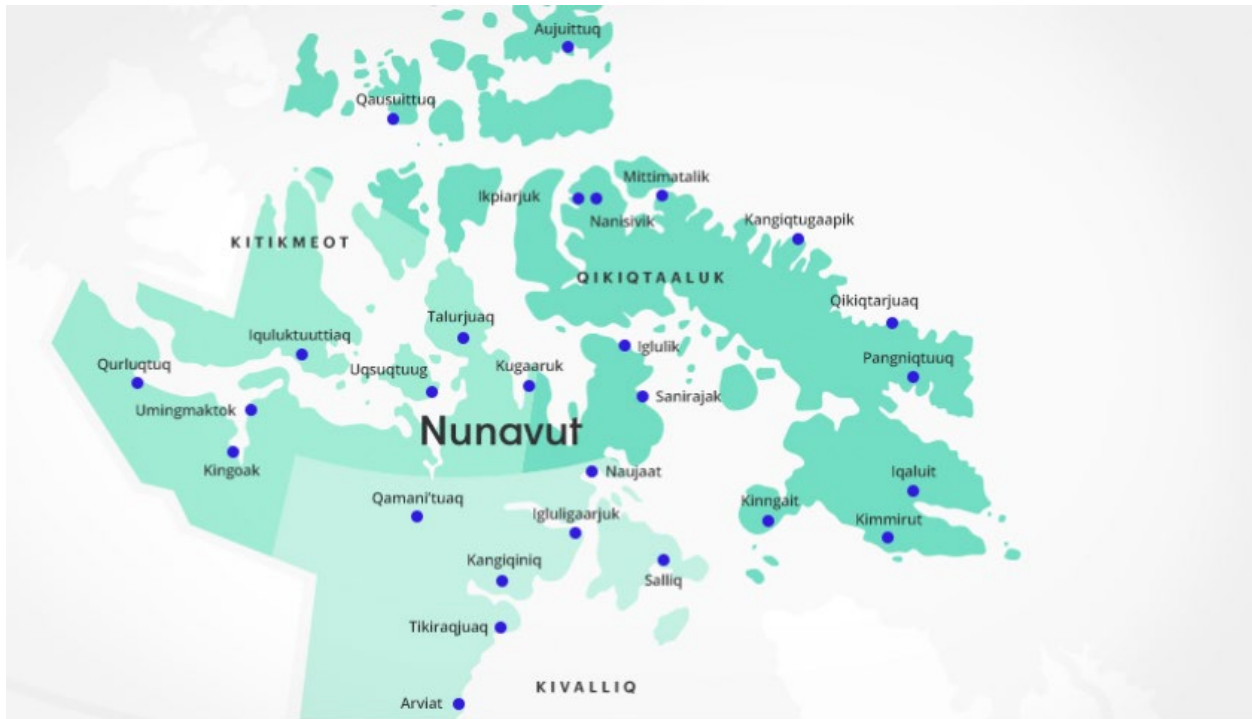 Aujuittuq
Qausuittuq
Mittimatalik
Ikpiarjuk
Nanisivik
Kangiqtugaapik
KITIKMEOT
QIKIQTAALUK
Qikiqtarjuaq
Talurjuaq
Iquluktuuttiaq
Iglulik
Pangniqtuuq
Qurluqtuq
Uqsuqtuug
Kugaaruk
Sanirajak
Umingmaktok
Nunavut
Kingoak
Naujaat
Iqaluit
Qamani'tuaq
Kinngait
Igluligaarjuk
Kimmirut
Kangiqiniq
Salliq
Tikiraqjuaq
KIVALLIQ
Arviat